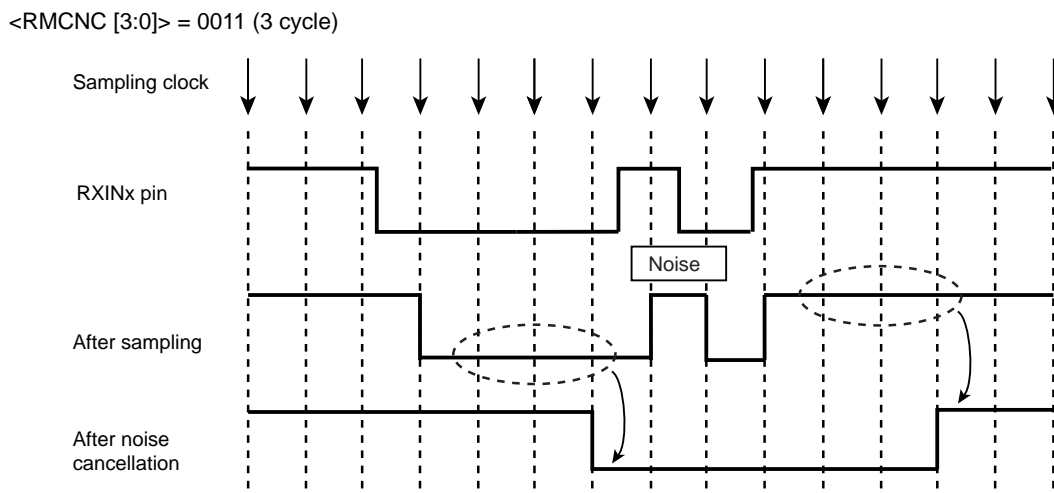 <RMCNC [3:0]> = 0011 (3 cycle)
Sampling clock
RXINx pin
Noise
After sampling
After noise
cancellation